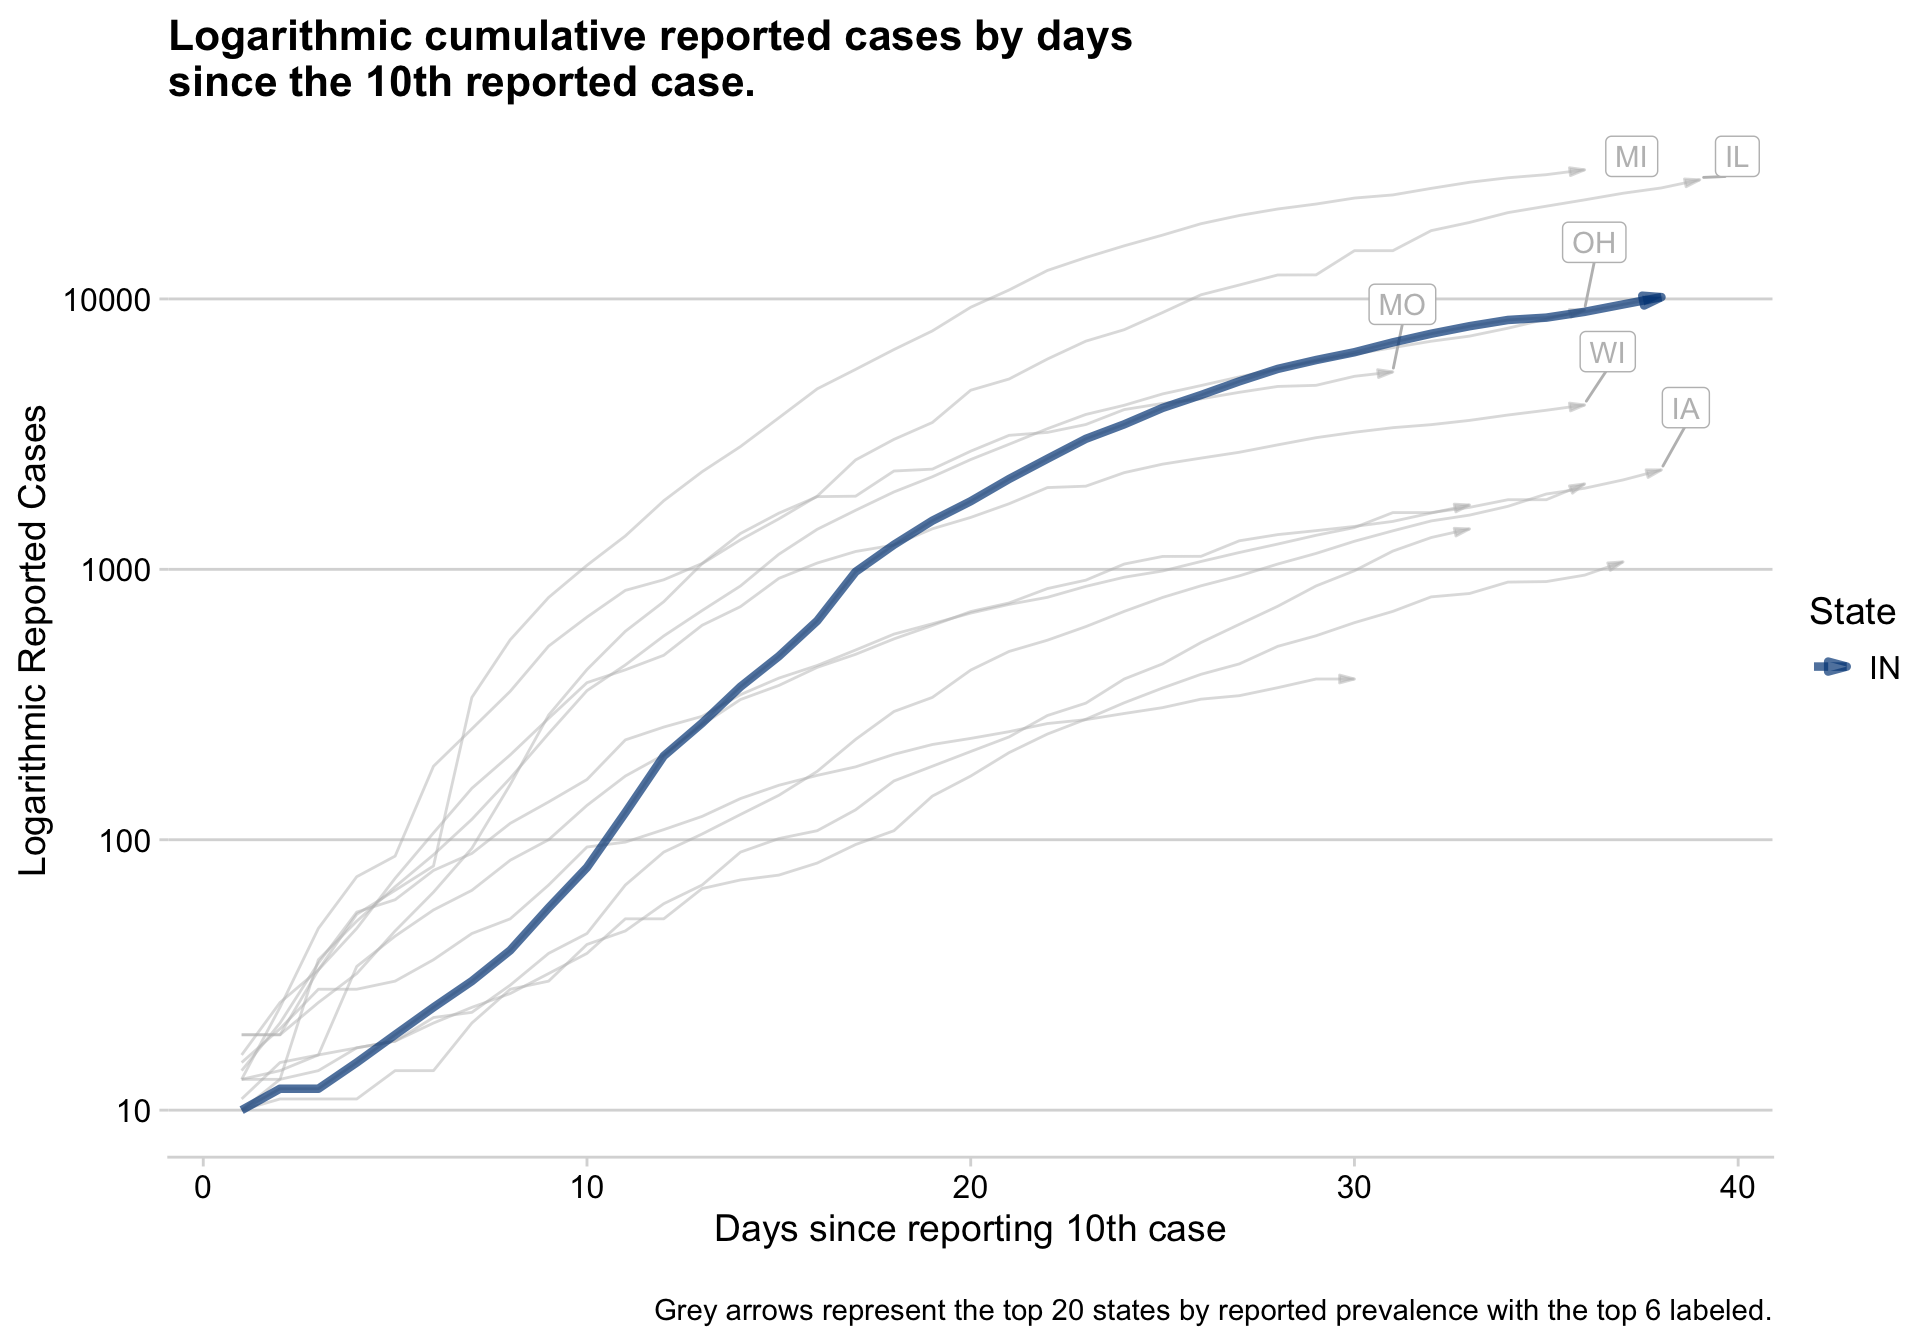 Logarithmic cumulative reported cases by days
since the 10th reported case.
MI
IL
OH
MO
WI
IA
10000
1000
100
10
Logarithmic Reported Cases
State
IN
0
10
20
30
40
Days since reporting 10th case
Grey arrows represent the top 20 states by reported prevalence with the top 6 labeled.